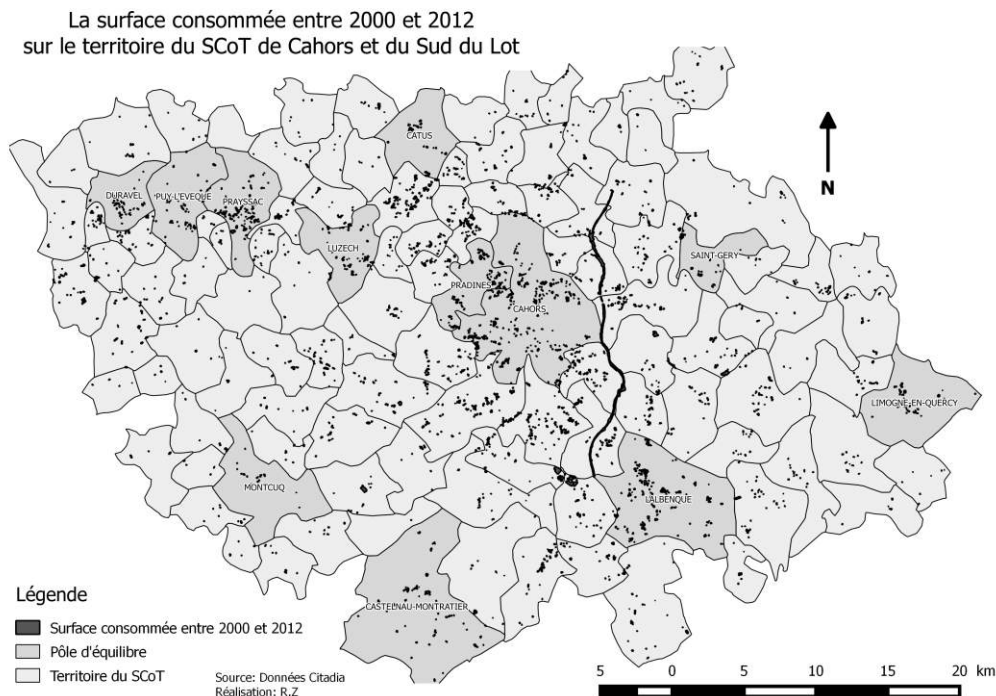 La surface consommée entre 2000 et 2012
sur le territoire du SCoT de Cahors et du Sud du Lot
CATUS
N
DURAVEL
PUY-L'EVEQUE
PRAYSSAC
LUZECH
SAINT-GERY
PRADINES
CAHORS
LIMOGNE-EN-QUERCY
MONTCUQ
LALBENQUE
CASTELNAU-MONTRATIER
Légende
Surface consommée entre 2000 et 2012
Pôle d'équilibre
Territoire du SCoT
Source: Données Citadia
Réalisation: R.Z
5 0 5 10 15 20 km